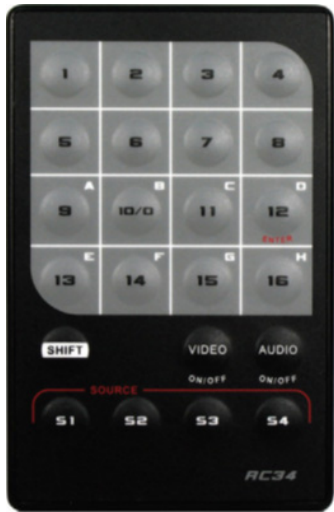 1 2 3 4
5 6 7 8
A B C D
9 10/0 11 12
ENTER
E F G H
13 14 15 16
SHIFT VIDEO AUDIO
ON/OFF ON/OFF
SOURCE
S1 S2 S3 S4
RC34